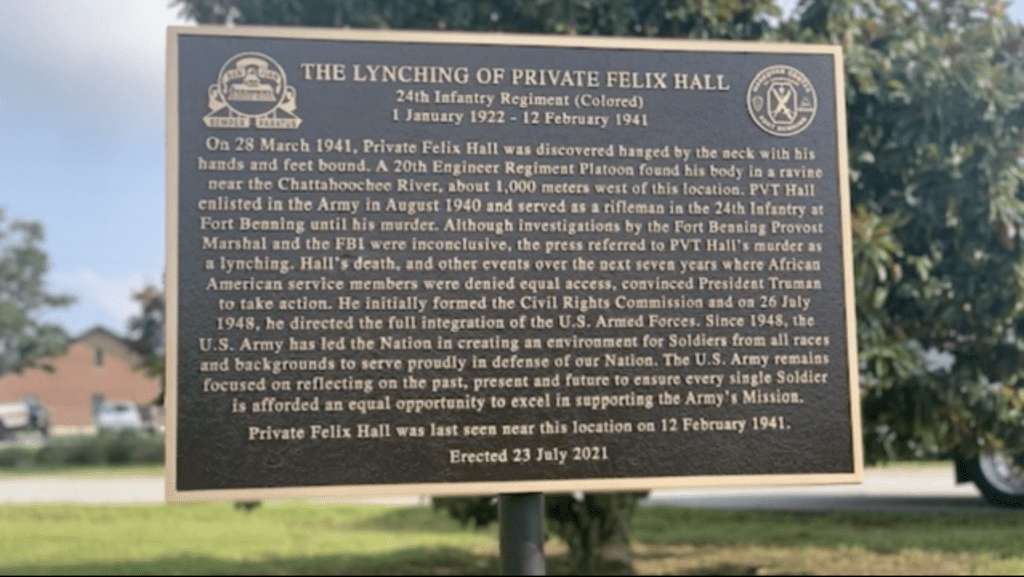 THE LYNCHING OF PRIVATE FELIX HALL
24th Infantry Regiment (Colored)
1 January 1922 - 12 February 1941
On 28 March 1941, Private Felix Hall was discovered hanged by the neck with his
hands and feet bound. A 20th Engineer Regiment Platoon found his body in a ravine
near the Chattahoochee River, about 1,000 meters west of this location. PVT Hall
enlisted in the Army in August 1940 and served as a rifleman in the 24th Infantry at
Fort Benning until his murder. Although investigations by the Fort Benning Provost
Marshal and the FBI were inconclusive, the press referred to PVT Hall's murder as
a lynching. Hall's death, and other events over the next seven years where African
American service members were denied equal access, convinced President Truman
to take action. He initially formed the Civil Rights Commission and on 26 July
1948, he directed the full integration of the U.S. Armed Forces. Since 1948, the
U.S. Army has led the Nation in creating an environment for Soldiers from all races
and backgrounds to serve proudly in defense of our Nation. The U.S. Army remains
focused on reflecting on the past, present and future to ensure every single Soldier
is afforded an equal opportunity to excel in supporting the Army's Mission.
Private Felix Hall was last seen near this location on 12 February 1941.
Erected 23 July 2021